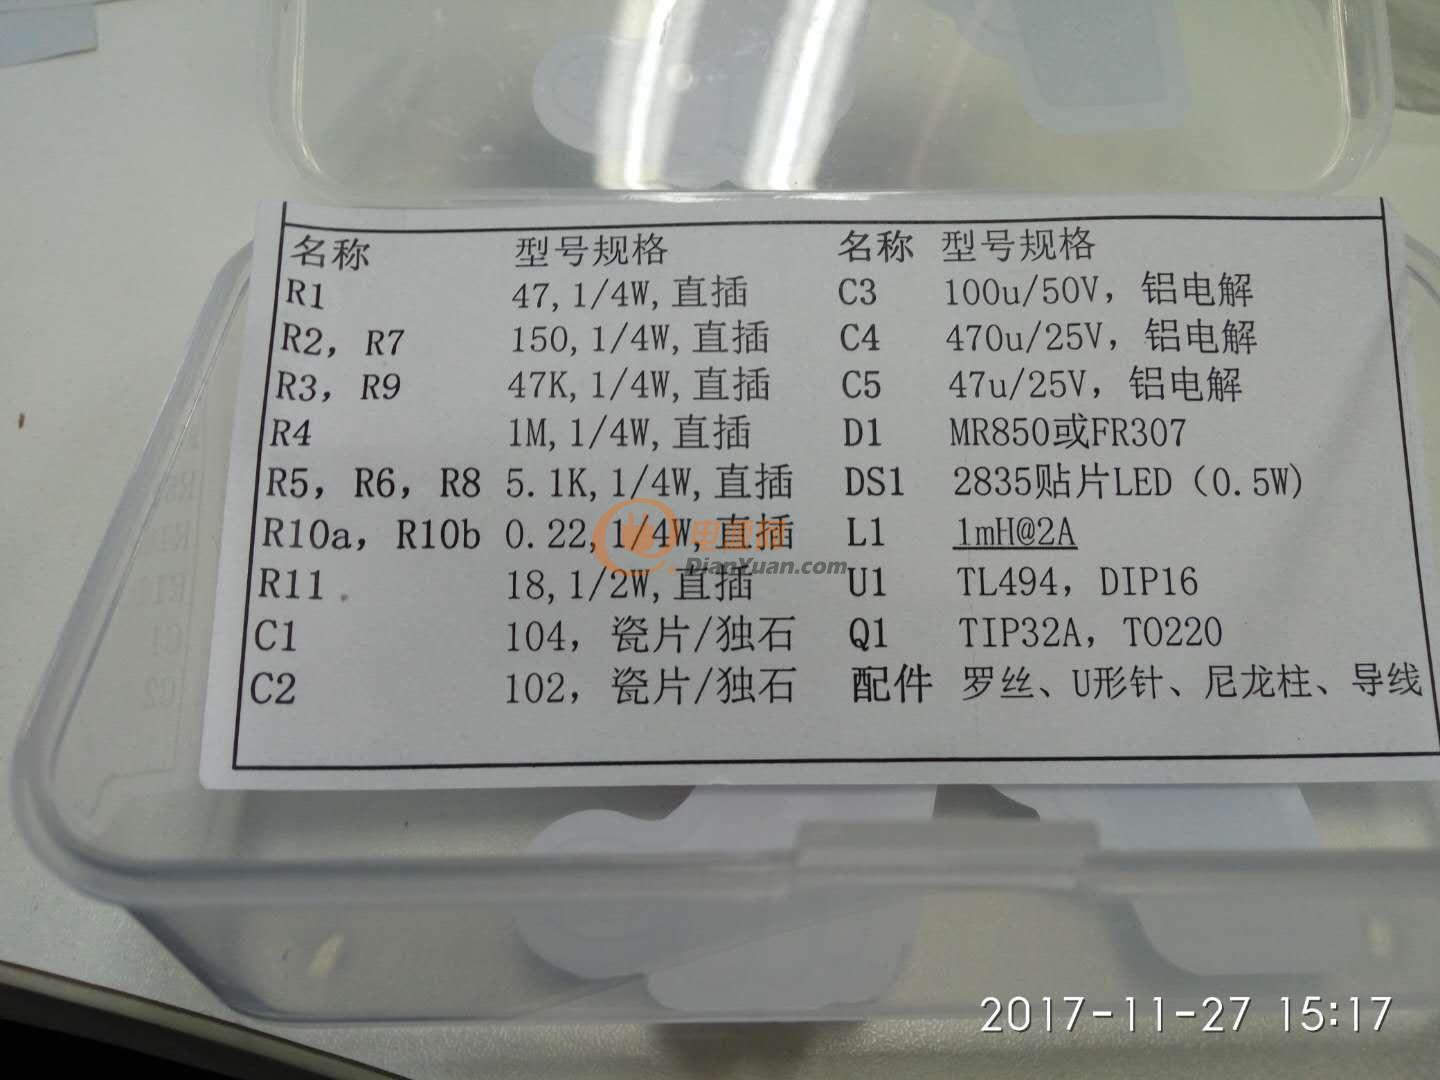 名称 型号规格 名称 型号规格
R1 47,1/4W,直插 C3 100u/50V, 铝电解
R2, R7 150,1/4W,直插 C4 470u/25V, 铝电解
R3, R9 47K,1/4W,直插 C5 47u/25V, 铝电解
R4 1M,1/4W,直插 D1 MR850或FR307
R5, R6, R8 5.1K,1/4W,直插 DS1 2835贴片LED（0.5W)
R10a, R10b 0.22,1/4W,直插 L1 1mH@2A
电源网
DianYuan.com
R11 18,1/2W,直插 U1 TL494, DIP16
C1 104, 瓷片/独石 Q1 TIP32A, TO220
C2 102, 瓷片/独石 配件 罗丝、U形针、尼龙柱、导线
2017-11-27 15:17